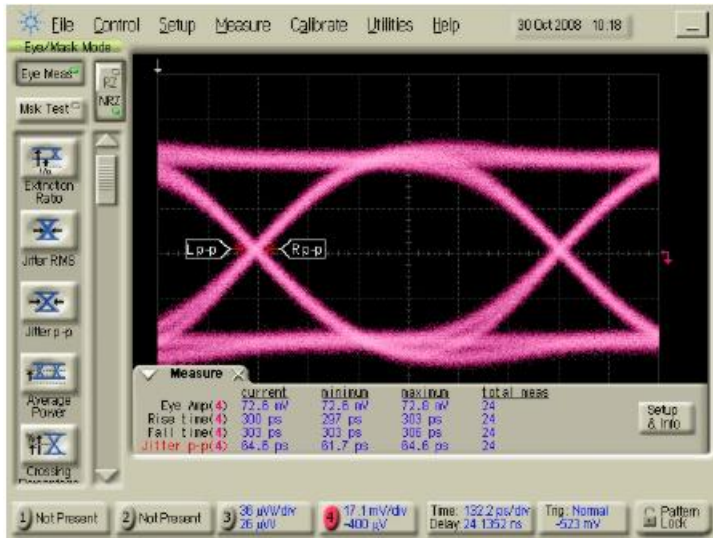 File Control Setup Measure Calibrate Utilities Help 30 Oct 2008 10:18
Eye/Mask Mode
Eye Meas
RZ
NRZ
Msk Test
Extinction
Ratio
Jitter RMS
Jitter p-p
Average
Power
Crossing
L p-p
R p-p
Measure
current minimum maximum total meas
Eye Amp(4) 72.6 mV 72.6 mV 72.8 mV 24
Rise time(4) 300 ps 297 ps 303 ps 24
Fall time(4) 303 ps 303 ps 306 ps 24
Jitter p-p(4) 64.6 ps 61.7 ps 64.6 ps 24
Setup
& Info
1) Not Present
2) Not Present
3) 36 µW/div
26 µW
4) 17.1 mV/div
-400 µV
Time: 132.2 ps/div
Delay: 24.1352 ns
Trig: Normal
-523 mV
Pattern
Lock